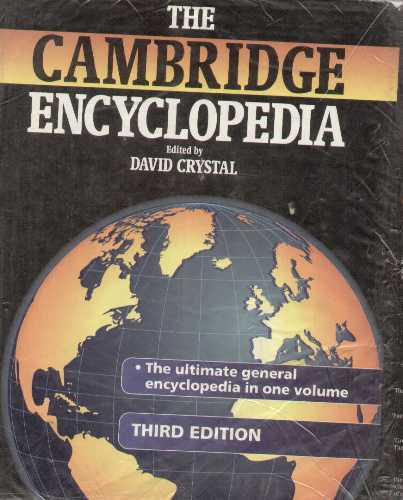 THE
CAMBRIDGE
ENCYCLOPEDIA
Edited by
DAVID CRYSTAL
• The ultimate general
encyclopedia in one volume
THIRD EDITION